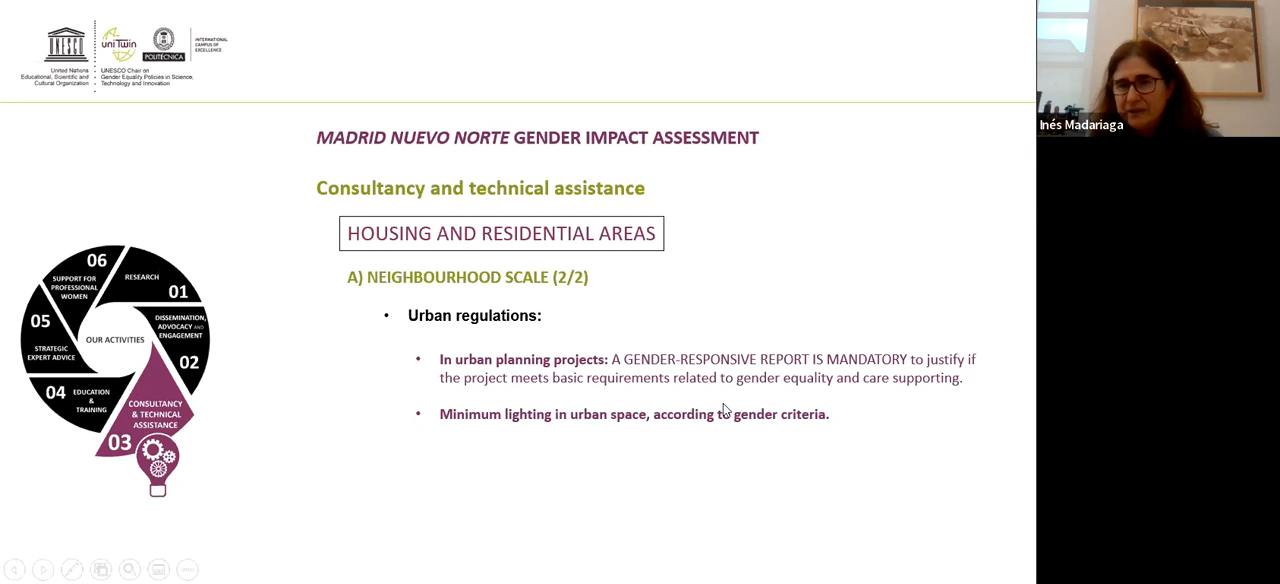 UNESCO
uniTwin
POLITÉCNICA
INTERNATIONAL
CAMPUS OF
EXCELLENCE
United Nations
Educational, Scientific and
Cultural Organization
UNESCO Chair on
Gender Equality Policies in Science,
Technology and Innovation
Inés Madariaga
MADRID NUEVO NORTE GENDER IMPACT ASSESSMENT
Consultancy and technical assistance
HOUSING AND RESIDENTIAL AREAS
A) NEIGHBOURHOOD SCALE (2/2)
• Urban regulations:
• In urban planning projects: A GENDER-RESPONSIVE REPORT IS MANDATORY to justify if
the project meets basic requirements related to gender equality and care supporting.
• Minimum lighting in urban space, according to gender criteria.
OUR ACTIVITIES
RESEARCH
01
DISSEMINATION,
ADVOCACY AND
ENGAGEMENT
02
CONSULTANCY
& TECHNICAL
ASSISTANCE
03
04
EDUCATION
&
TRAINING
05
STRATEGIC
EXPERT ADVICE
06
SUPPORT FOR
PROFESSIONAL
WOMEN